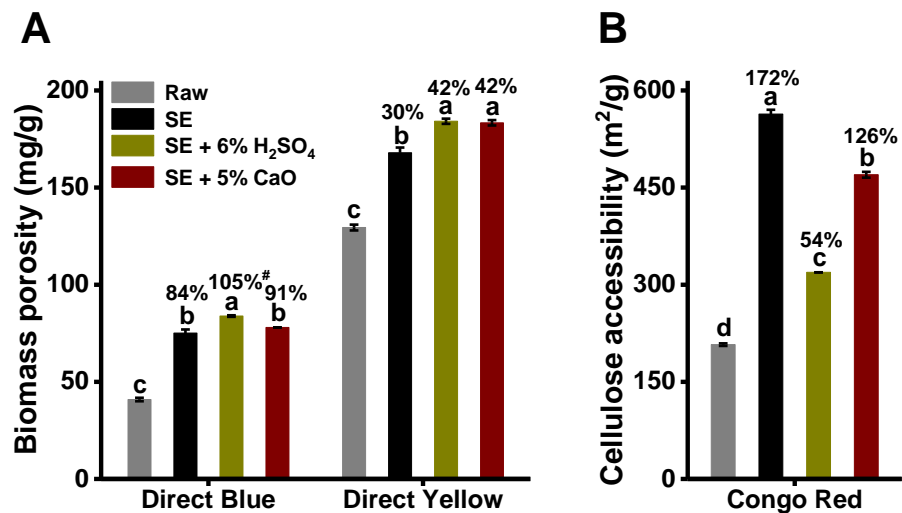 A
Biomass porosity (mg/g)
200
150
100
50
0
Raw
SE
SE + 6% H₂SO₄
SE + 5% CaO
c
84%
b
105%#
a
91%
b
c
30%
b
42%
a
42%
a
Direct Blue
Direct Yellow
B
Cellulose accessibility (m²/g)
600
450
300
150
0
d
172%
a
54%
c
126%
b
Congo Red